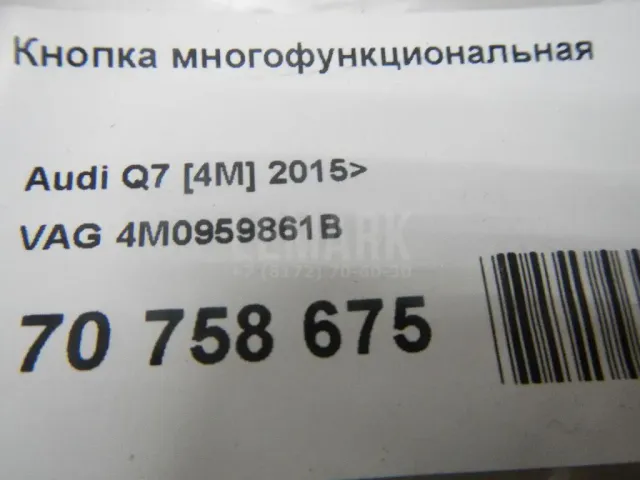 Кнопка многофункциональная
Audi Q7 [4M] 2015>
VAG 4M0959861B
70 758 675